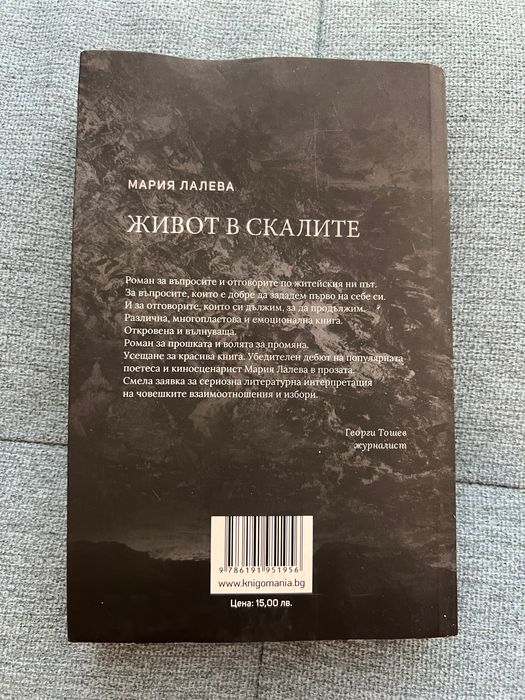 МАРИЯ ЛАЛЕВА
ЖИВОТ В СКАЛИТЕ
Роман за въпросите и отговорите по житейския ни път.
За въпросите, които е добре да зададем първо на себе си.
И за отговорите, които си дължим, за да продължим.
Различна, многопластова и емоционална книга.
Откровена и вълнуваща.
Роман за прошката и волята за промяна.
Усещане за красива книга. Убедителен дебют на популярната
поетеса и киносценарист Мария Лалева в прозата.
Смела заявка за сериозна литературна интерпретация
на човешките взаимоотношения и избори.
Георги Тошев
журналист
9 786191 951956
www.knigomania.bg
Цена: 15,00 лв.